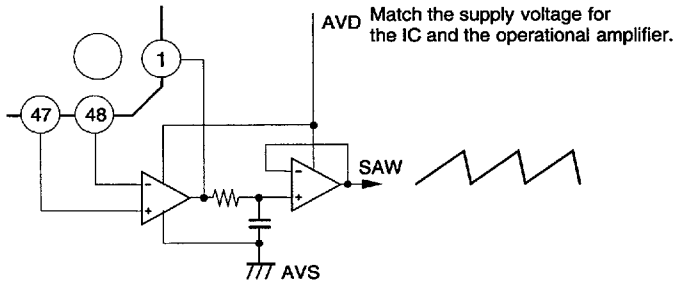 AVD Match the supply voltage for
the IC and the operational amplifier.
1
47 48
SAW
-
+
-
+
AVS